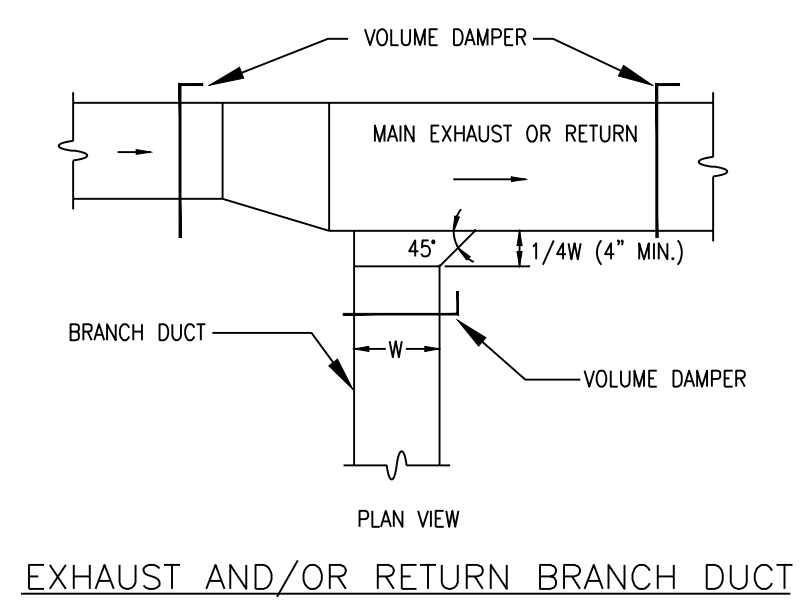 VOLUME DAMPER
MAIN EXHAUST OR RETURN
45°
1/4W (4" MIN.)
BRANCH DUCT
W
VOLUME DAMPER
PLAN VIEW
EXHAUST AND/OR RETURN BRANCH DUCT